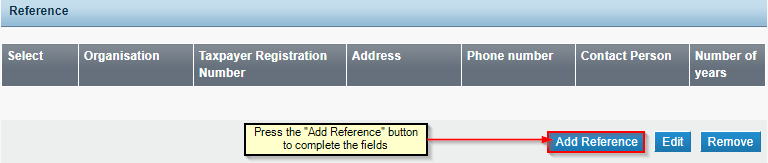 Reference
Select Organisation Taxpayer Registration Address Phone number Contact Person Number of
Number years
Press the "Add Reference" button
to complete the fields
Add Reference Edit Remove